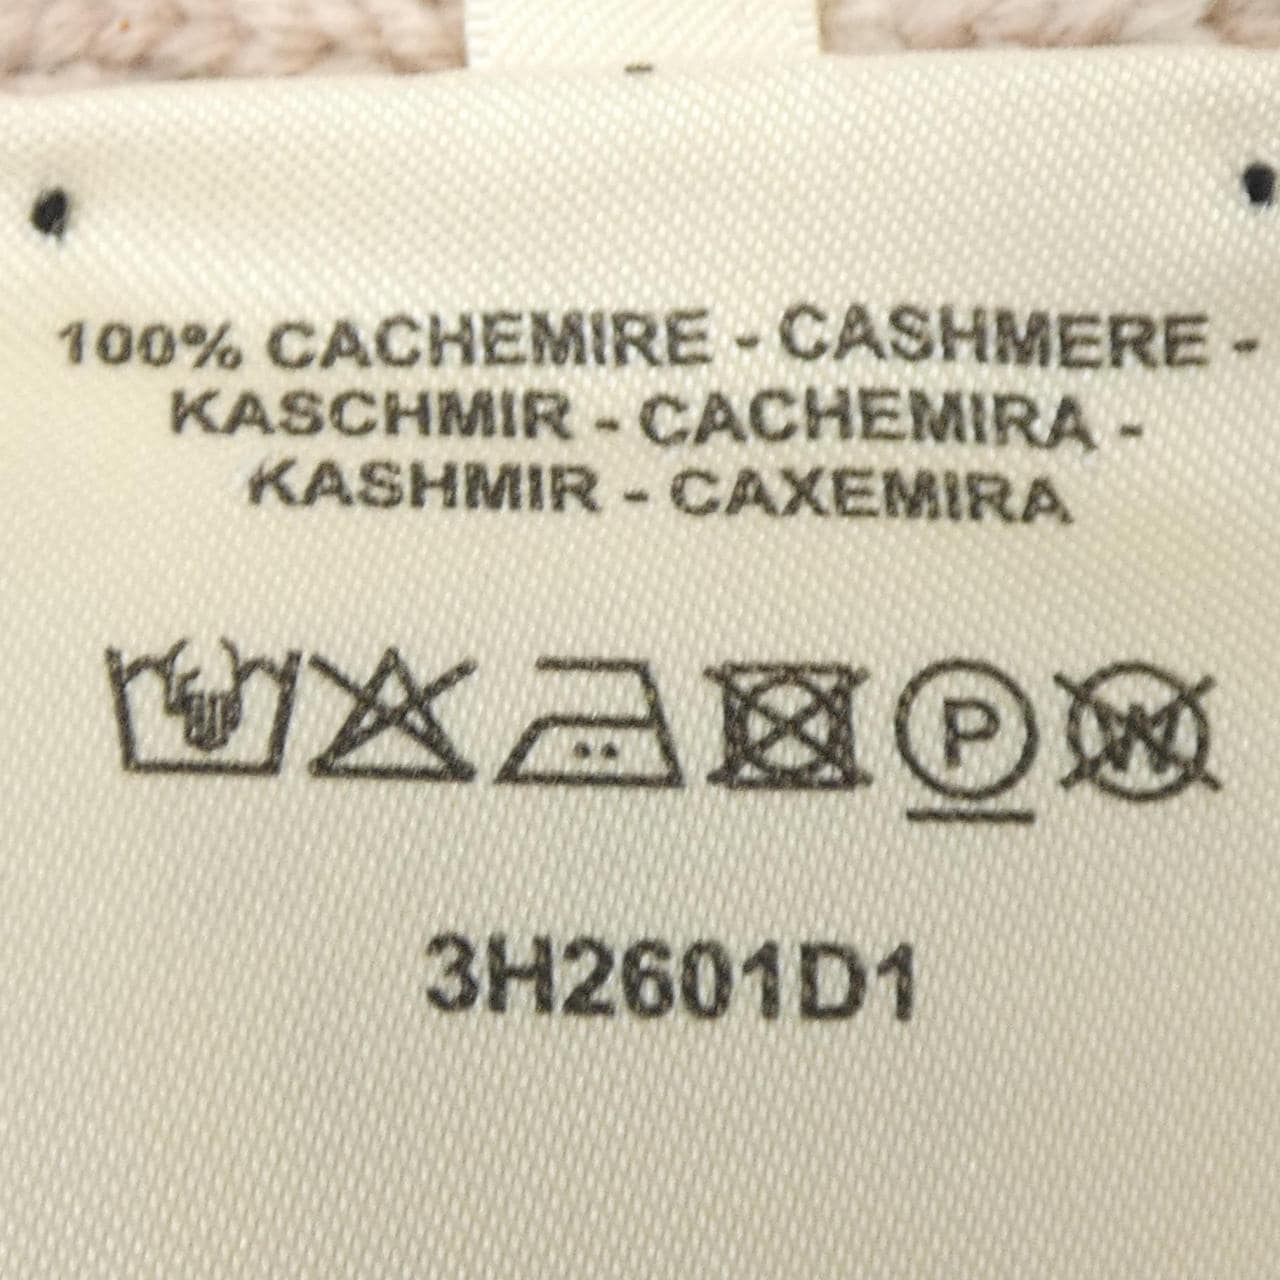 100% CACHEMIRE - CASHMERE -
KASCHMIR - CACHEMIRA -
KASHMIR - CAXEMIRA
P W
3H2601D1